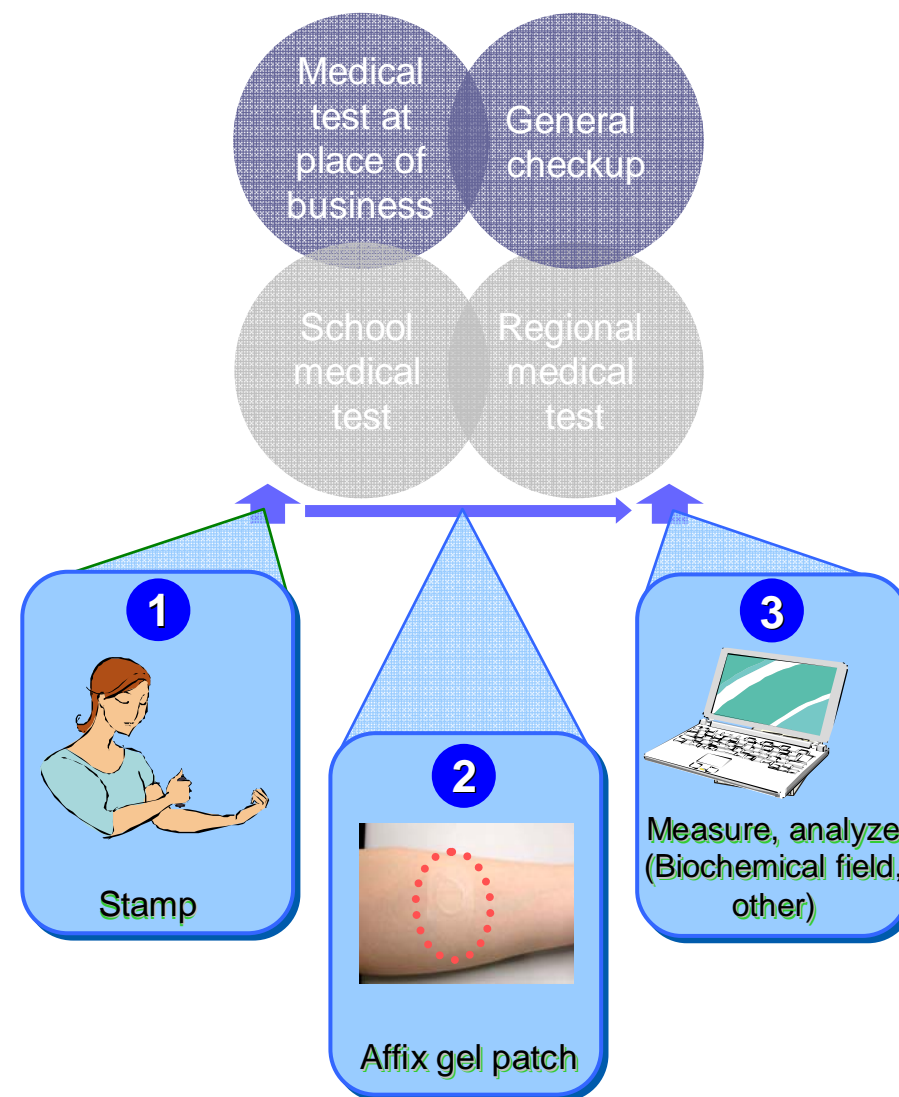 Medical
test at
place of
business
General
checkup
School
medical
test
Regional
medical
test
1
Stamp
2
Affix gel patch
3
Measure, analyze
(Biochemical field,
other)